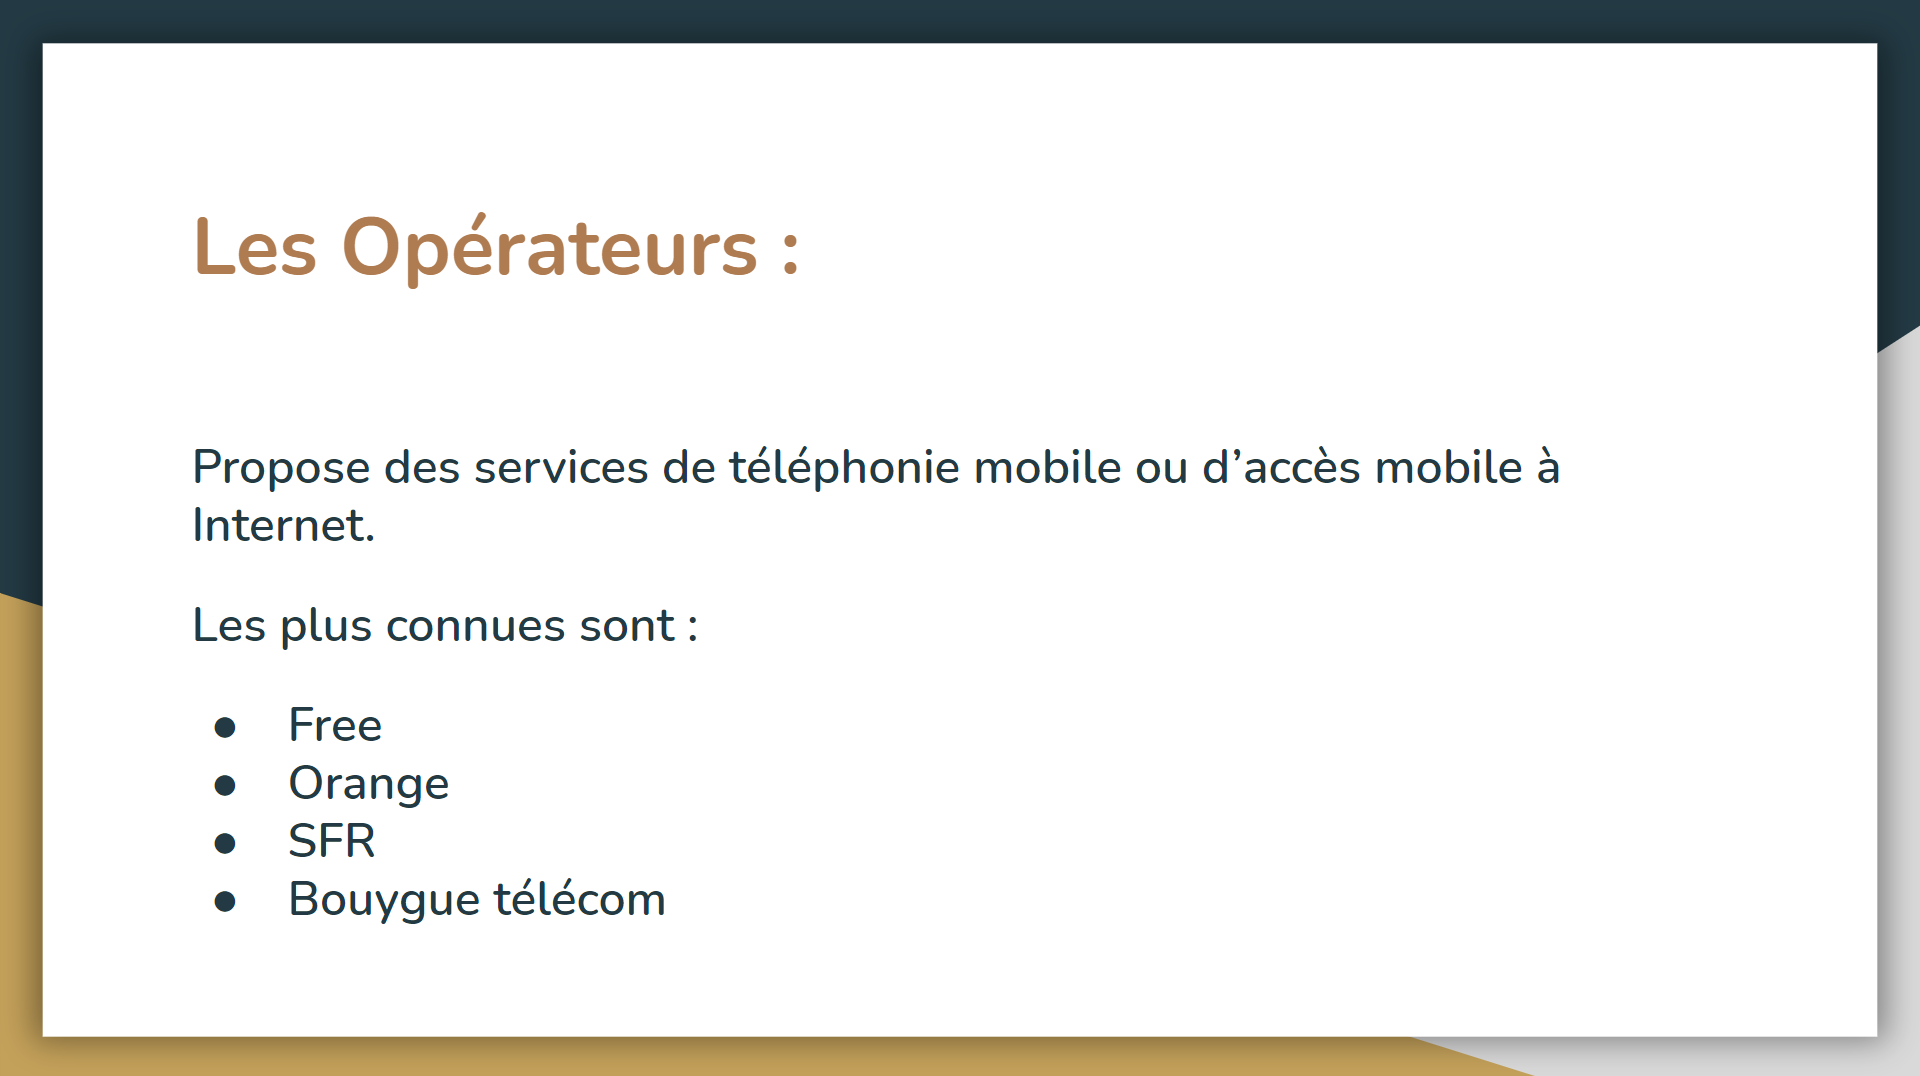 Les Opérateurs :
Propose des services de téléphonie mobile ou d’accès mobile à
Internet.
Les plus connues sont :
● Free
● Orange
● SFR
● Bouygue télécom